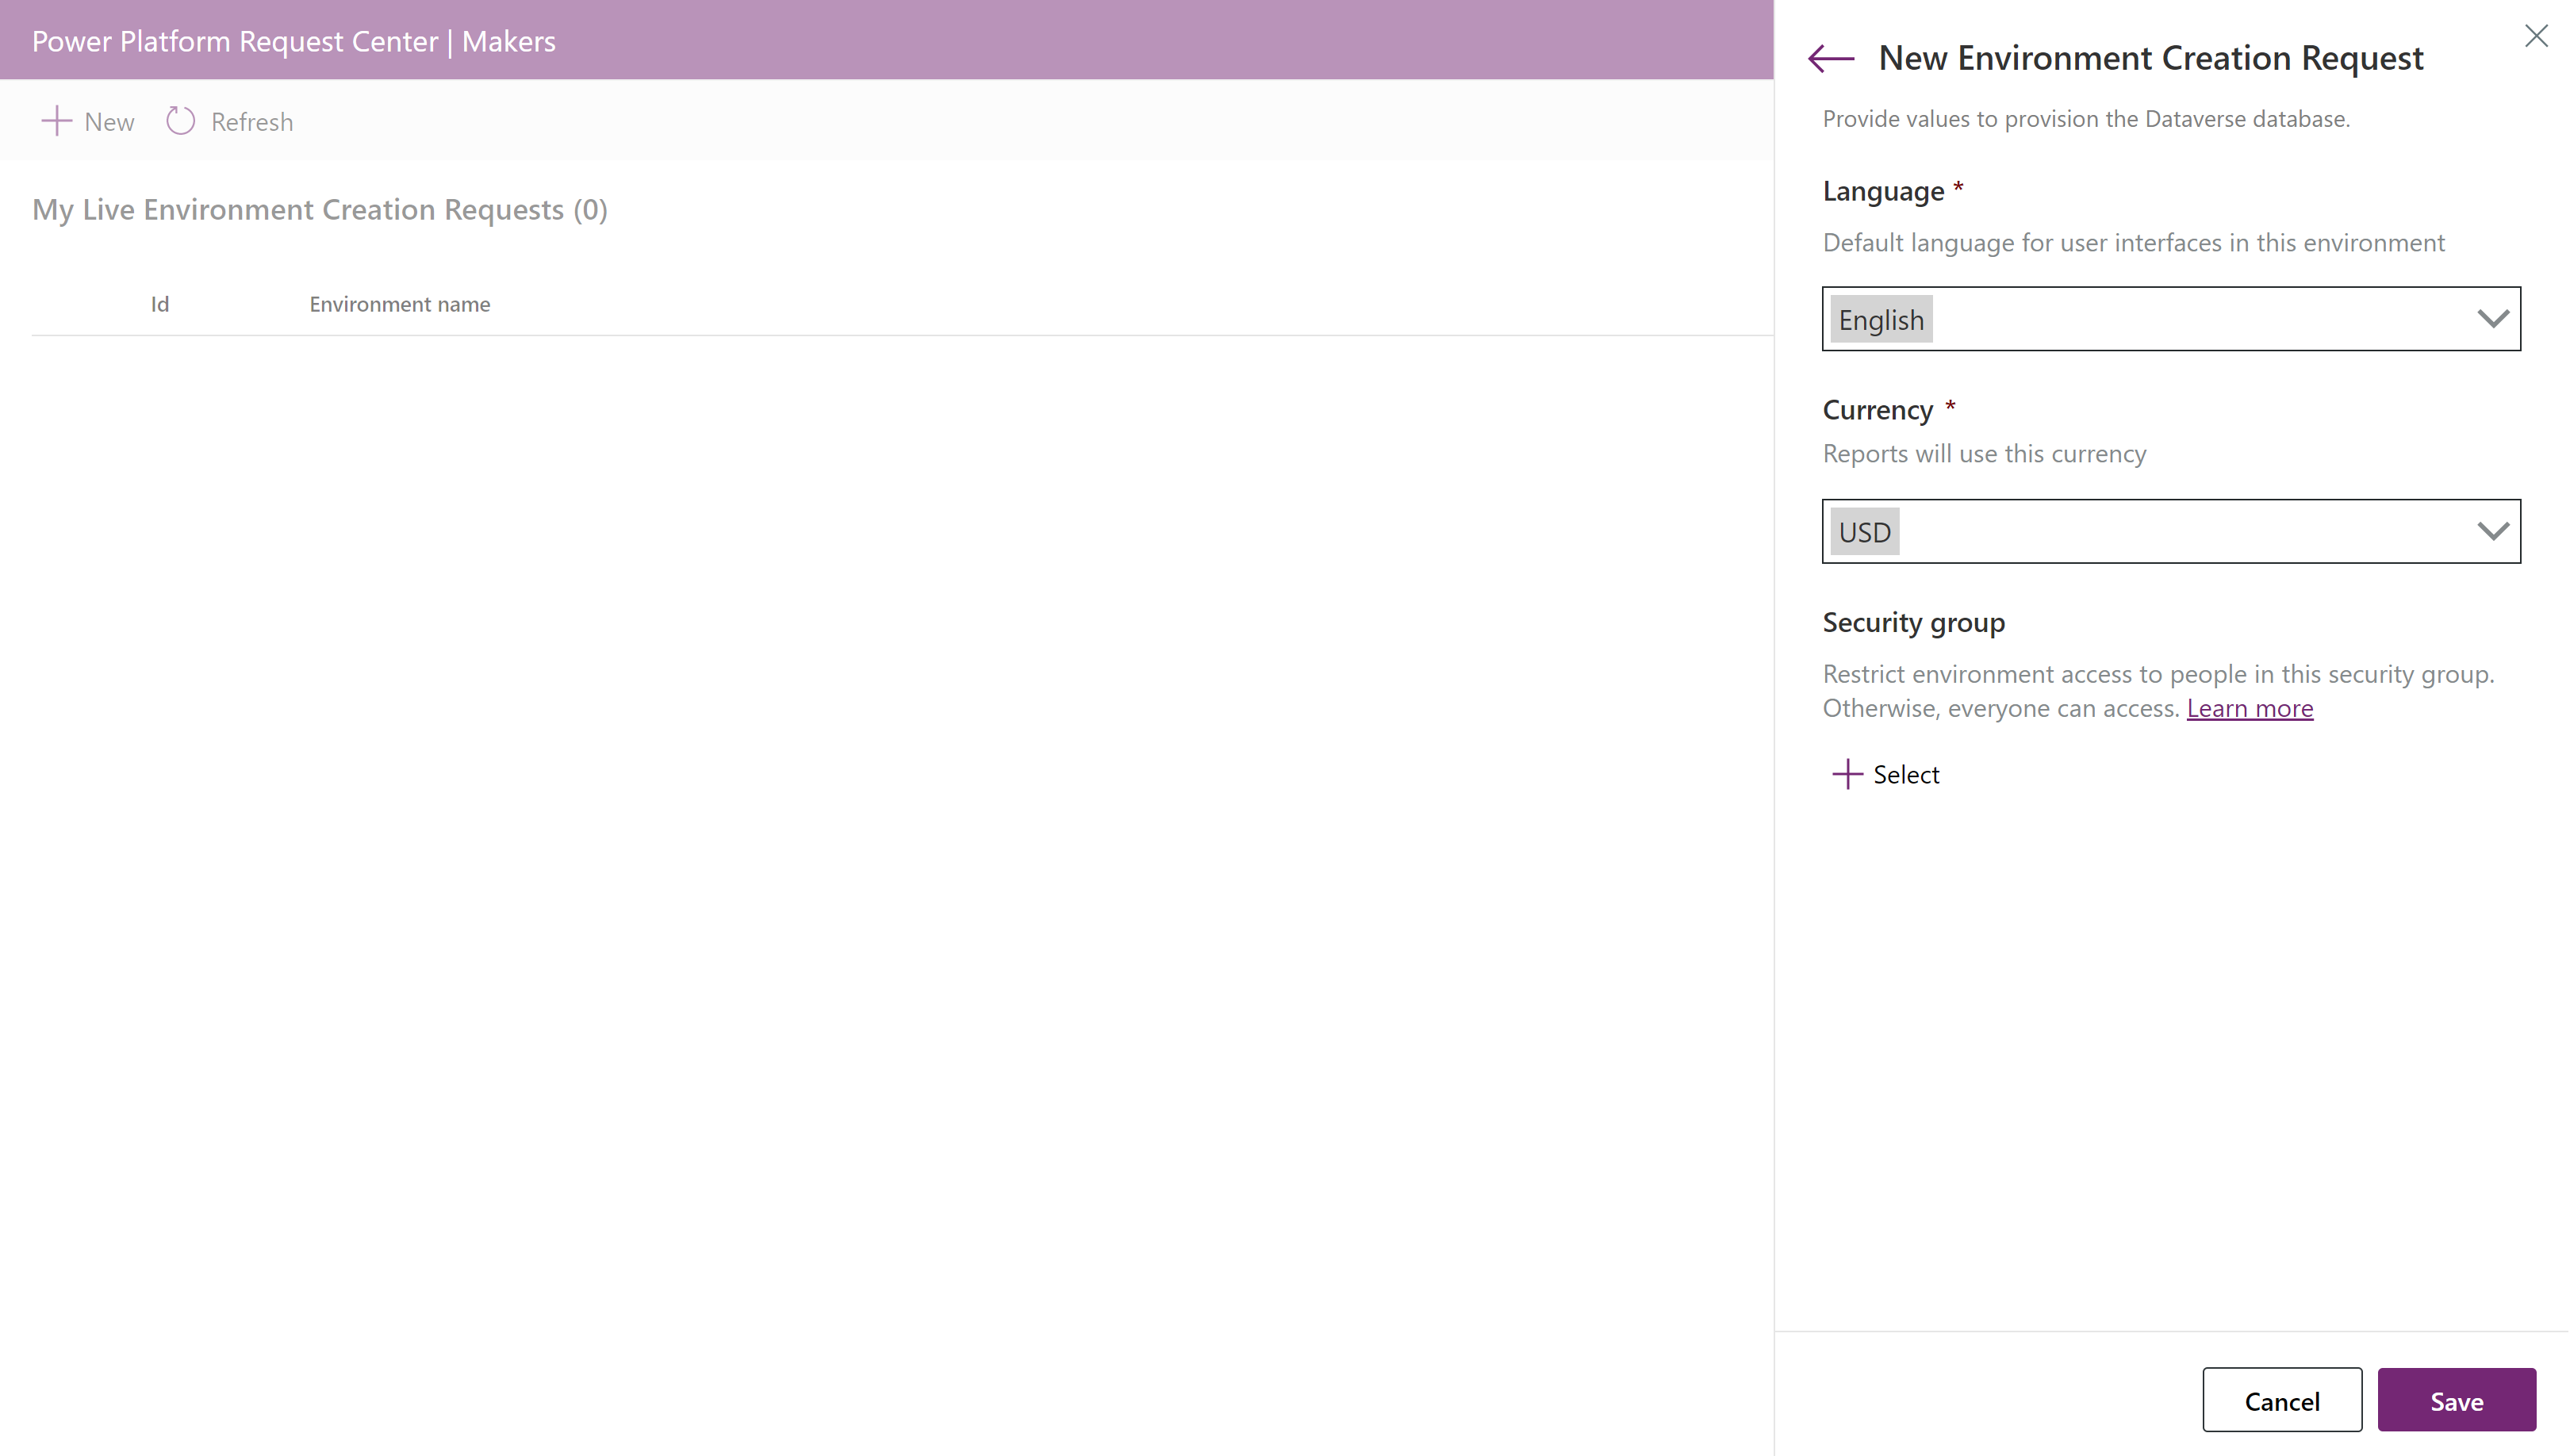 Power Platform Request Center | Makers
New Refresh
My Live Environment Creation Requests (0)
Id Environment name
New Environment Creation Request
Provide values to provision the Dataverse database.
Language *
Default language for user interfaces in this environment
English
Currency *
Reports will use this currency
USD
Security group
Restrict environment access to people in this security group.
Otherwise, everyone can access. Learn more
Select
Cancel Save